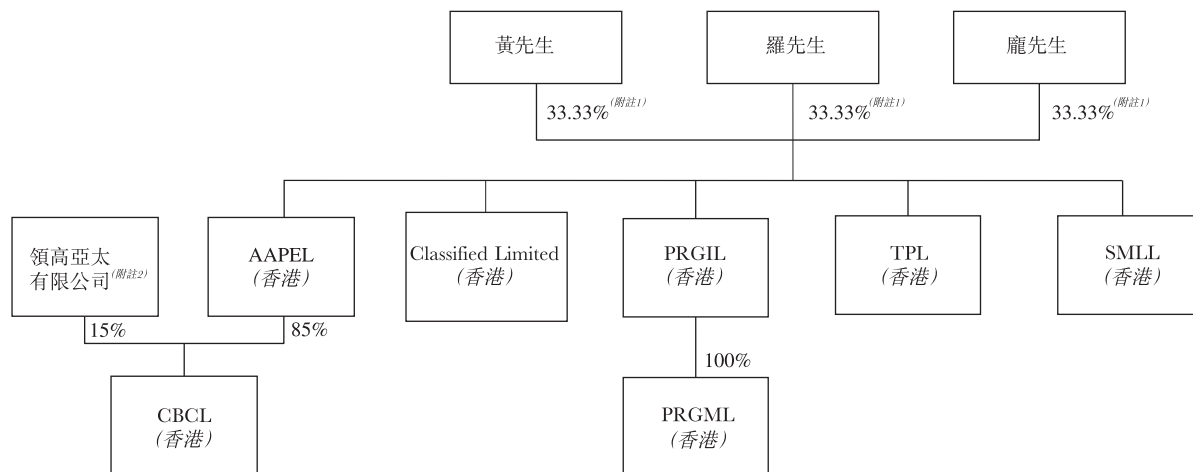 黃先生
羅先生
龐先生
33.33%(附註1)
33.33%(附註1)
33.33%(附註1)
領高亞太
有限公司(附註2)
AAPEL
(香港)
Classified Limited
(香港)
PRGIL
(香港)
TPL
(香港)
SMLL
(香港)
15%
85%
100%
CBCL
(香港)
PRGML
(香港)